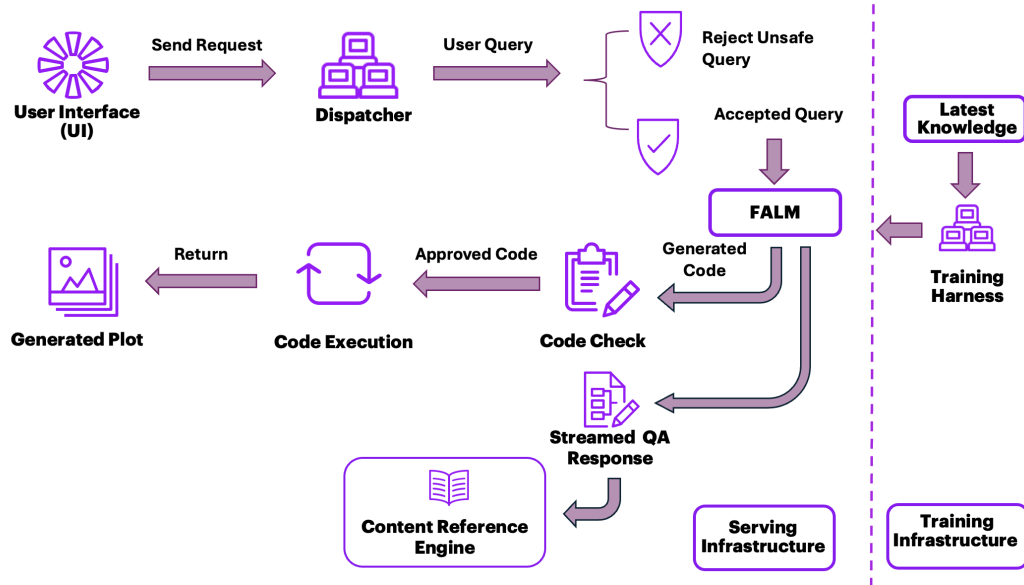 Send Request
User Query
Reject Unsafe
Query
User Interface
(UI)
Dispatcher
Accepted Query
Latest
Knowledge
FALM
Generated
Code
Training
Harness
Return
Approved Code
Generated Plot
Code Execution
Code Check
Streamed QA
Response
Content Reference
Engine
Serving
Infrastructure
Training
Infrastructure